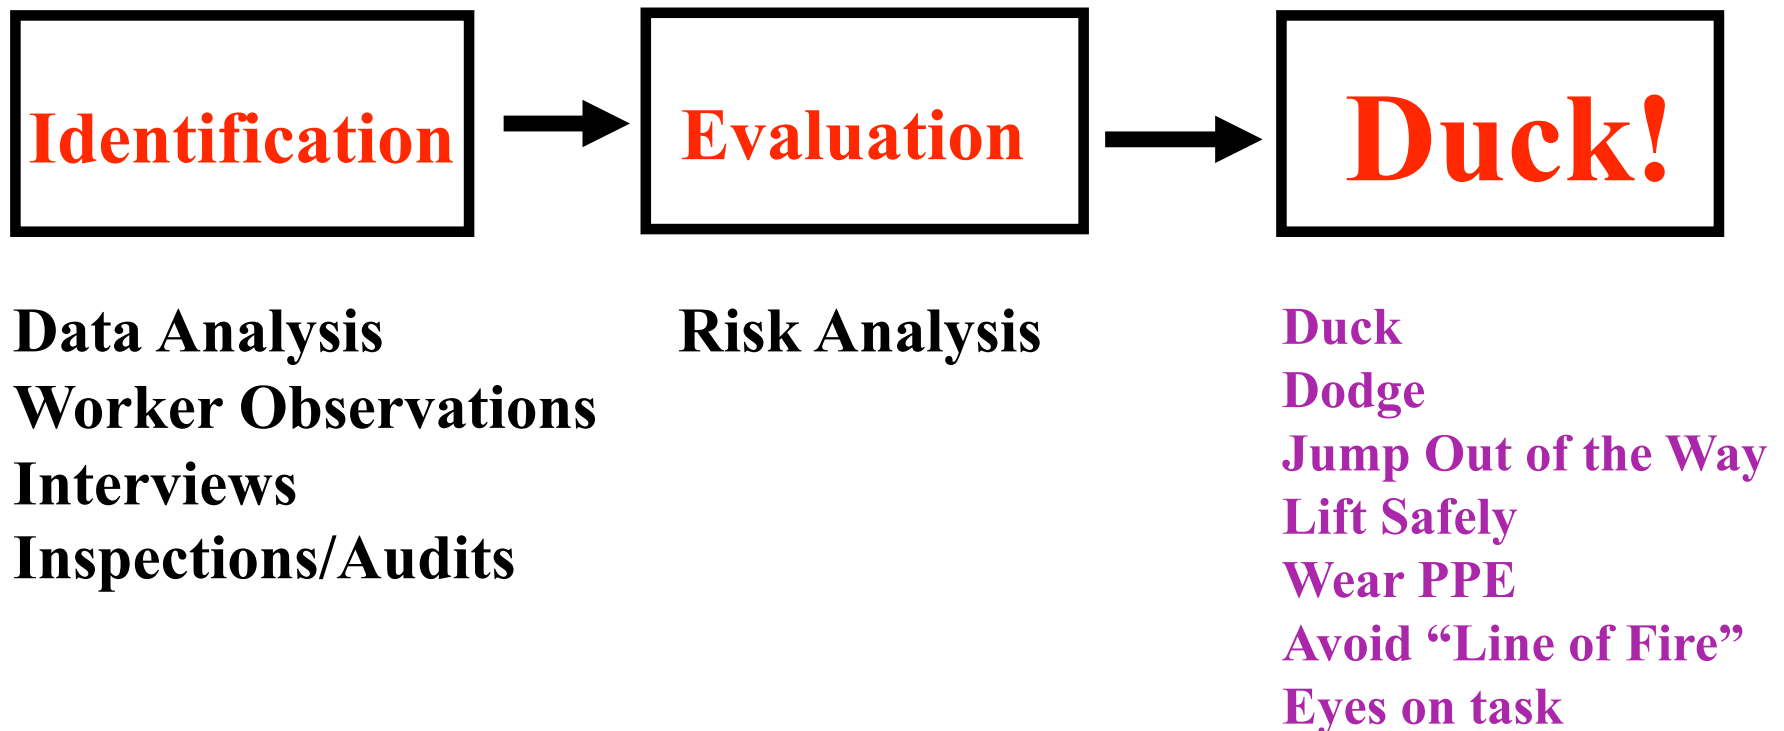 Identification
Evaluation
Duck!
Data Analysis
Worker Observations
Interviews
Inspections/Audits
Risk Analysis
Duck
Dodge
Jump Out of the Way
Lift Safely
Wear PPE
Avoid “Line of Fire”
Eyes on task